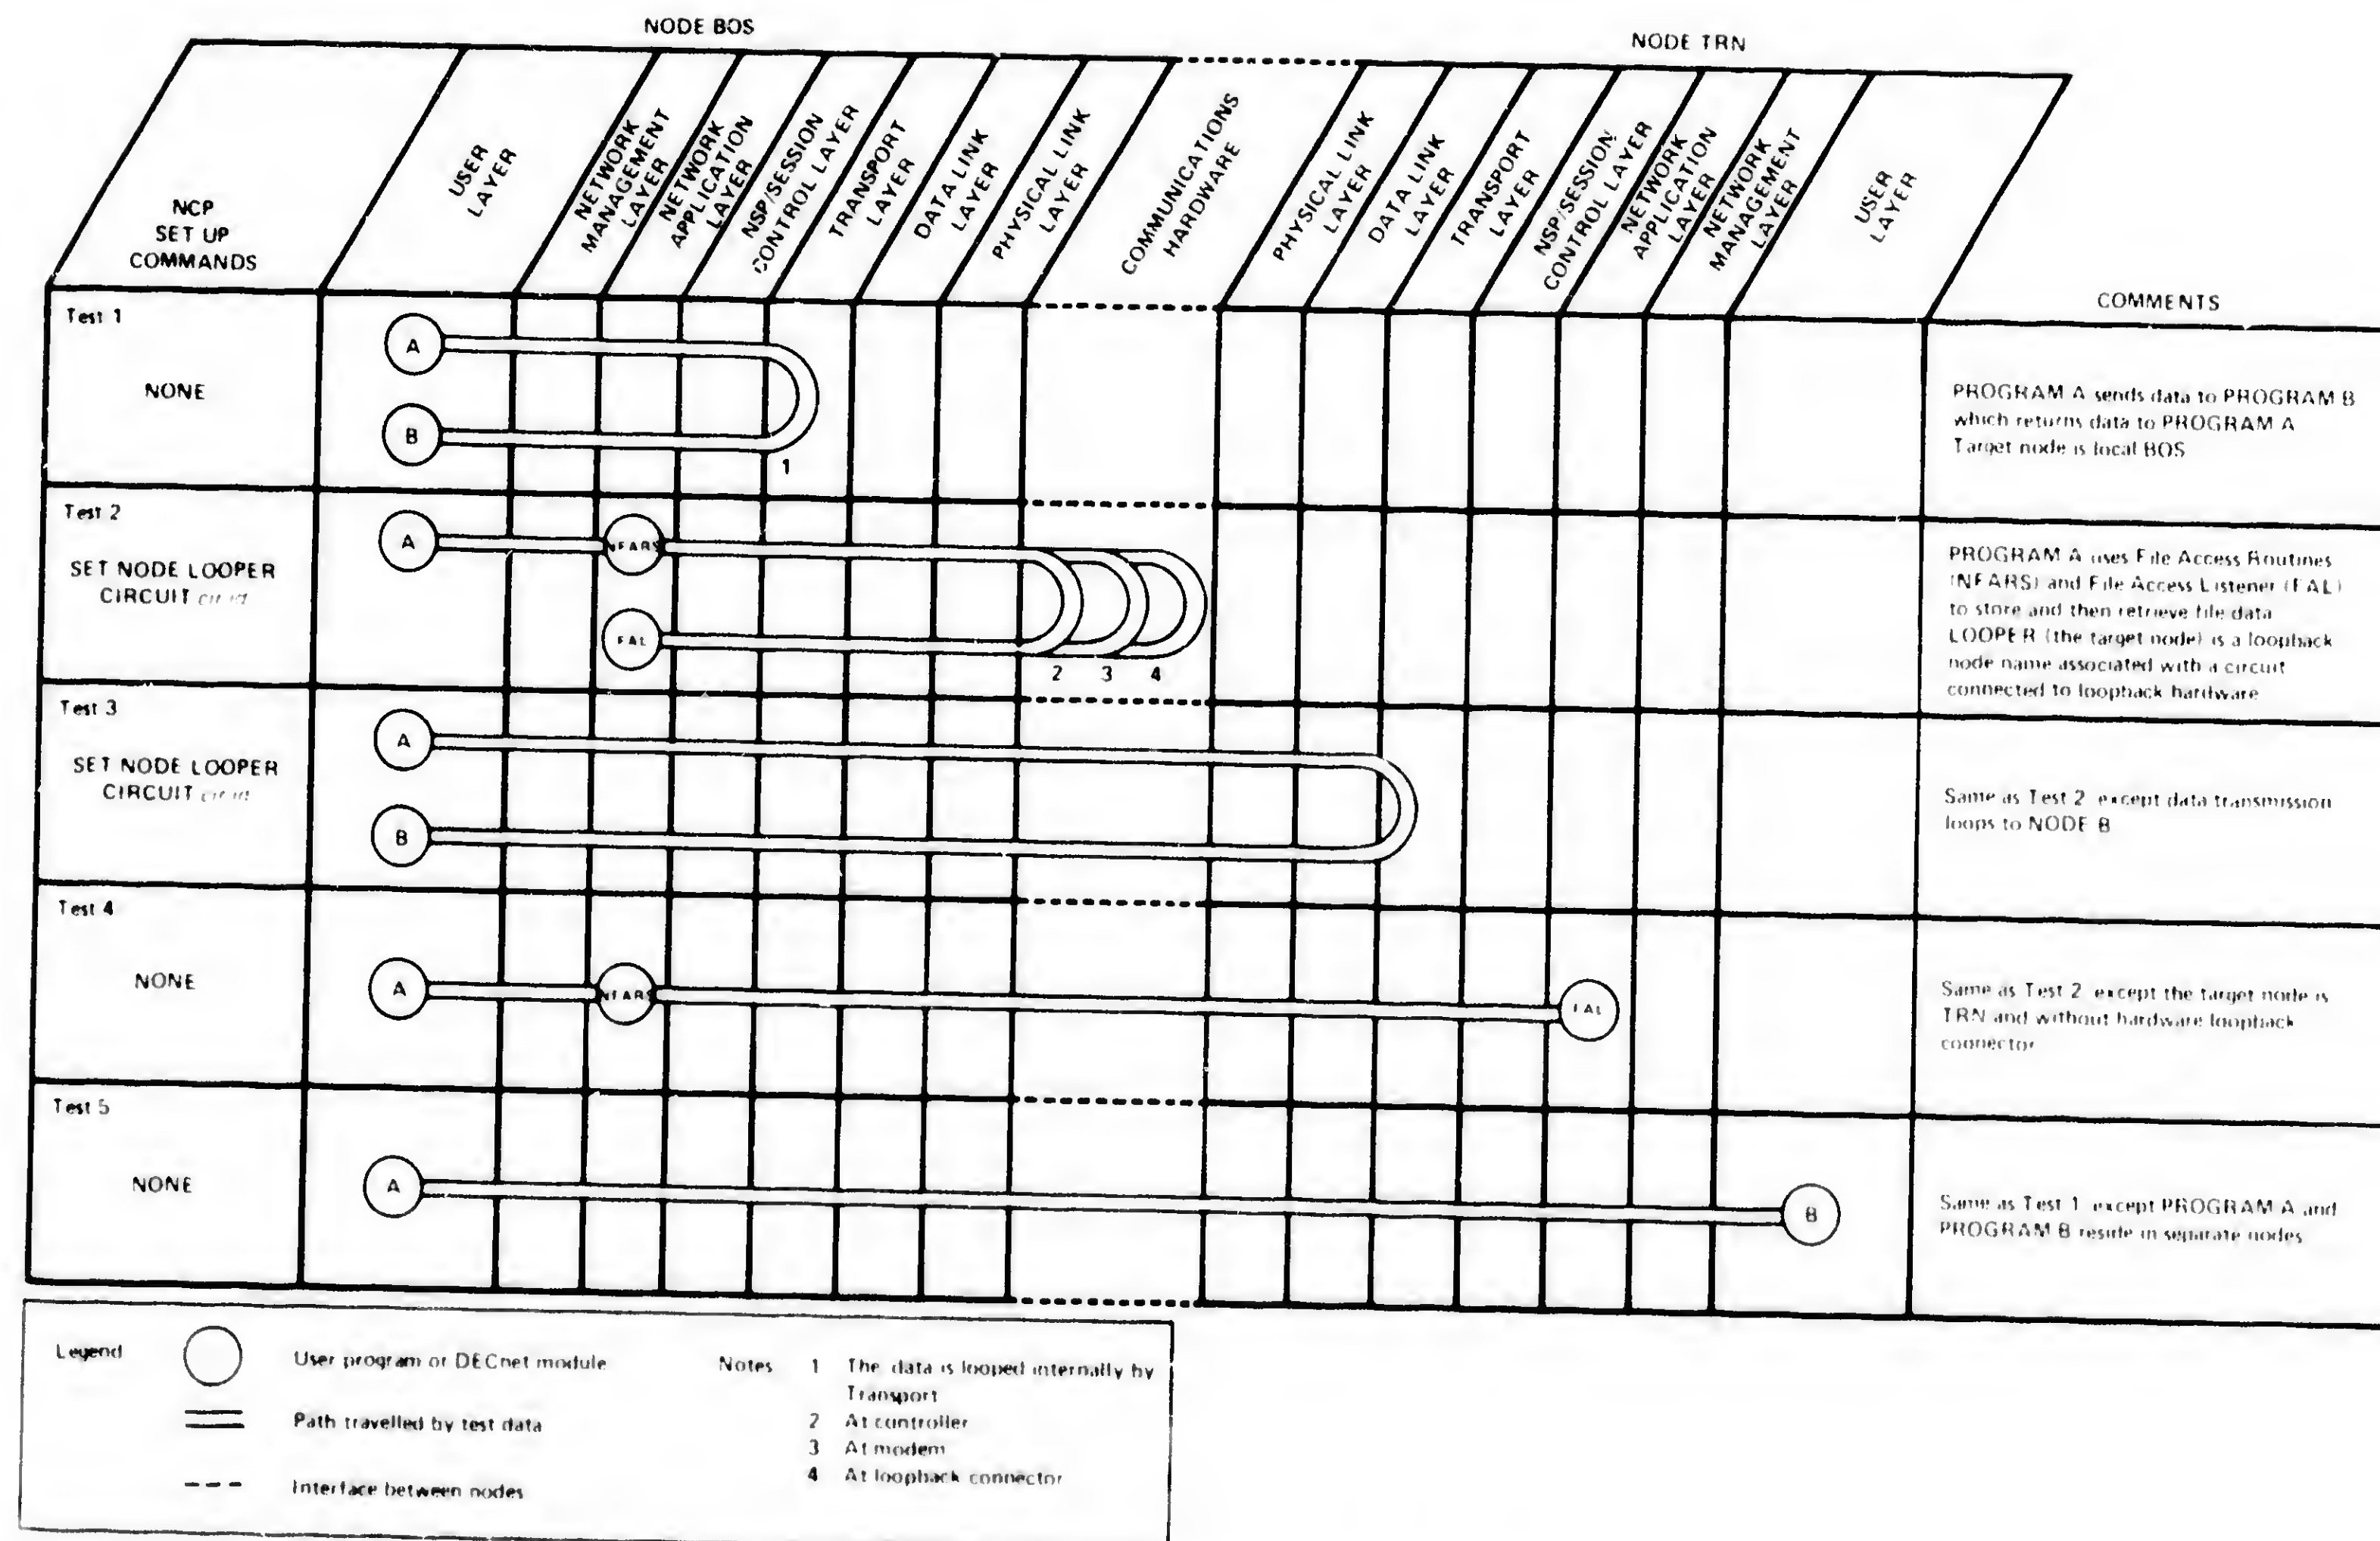 NODE BOS
NODE TRN
NCP
SET UP
COMMANDS
USER
LAYER
NETWORK
MANAGEMENT
LAYER
NETWORK
APPLICATION
LAYER
NSP/SESSION
CONTROL LAYER
TRANSPORT
LAYER
DATA LINK
LAYER
PHYSICAL LINK
LAYER
COMMUNICATIONS
HARDWARE
PHYSICAL LINK
LAYER
DATA LINK
LAYER
TRANSPORT
LAYER
NSP/SESSION
CONTROL LAYER
NETWORK
APPLICATION
LAYER
NETWORK
MANAGEMENT
LAYER
USER
LAYER
COMMENTS
Test 1
NONE
A
B
1
PROGRAM A sends data to PROGRAM B
which returns data to PROGRAM A
Target node is local BOS
Test 2
SET NODE LOOPER
CIRCUIT
A
NFARS
FAL
2 3 4
PROGRAM A uses File Access Routines
(NFARS) and File Access Listener (FAL)
to store and then retrieve file data
LOOPER (the target node) is a loopback
node name associated with a circuit
connected to loopback hardware
Test 3
SET NODE LOOPER
CIRCUIT
A
B
Same as Test 2 except data transmission
loops to NODE B
Test 4
NONE
A
NFARS
FAL
Same as Test 2 except the target node is
TRN and without hardware loopback
connector
Test 5
NONE
A
B
Same as Test 1 except PROGRAM A and
PROGRAM B reside in separate nodes
Legend
User program or DECnet module
Path travelled by test data
Interface between nodes
Notes 1 The data is looped internally by
Transport
2 At controller
3 At modem
4 At loopback connector